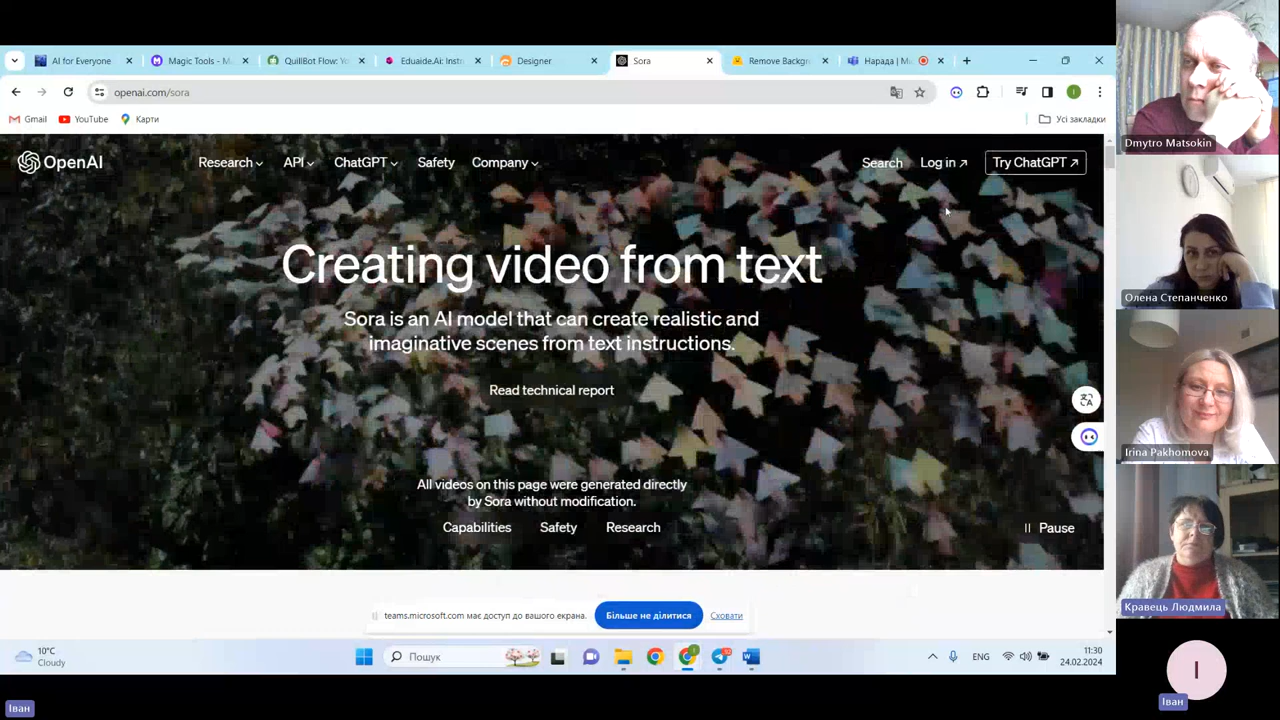 AI for Everyone
Magic Tools - M
QuillBot Flow: Yo
Eduaide.Ai: Inst
Designer
Sora
Remove Backgr
Нарада | Mi
openai.com/sora
Gmail
YouTube
Карти
Усі закладки
OpenAI
Research
API
ChatGPT
Safety
Company
Search
Log in ↗
Try ChatGPT ↗
Creating video from text
Sora is an AI model that can create realistic and
imaginative scenes from text instructions.
Read technical report
All videos on this page were generated directly
by Sora without modification.
Capabilities
Safety
Research
Pause
teams.microsoft.com має доступ до вашого екрана.
Більше не ділитися
Сховати
10°C
Cloudy
Пошук
ENG
11:30
24.02.2024
Іван
Dmytro Matsokin
Олена Степанченко
Irina Pakhomova
Кравець Людмила
І
Іван